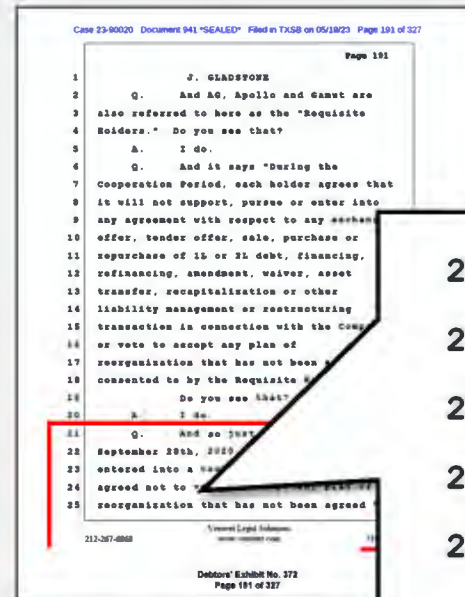 Case 23-90020 Document 941 *SEALED* Filed in TXSB on 05/19/23 Page 191 of 327
Page 191
1 J. GLADSTONE
2 Q. And AG, Apollo and Gamut are
3 also referred to here as the "Requisite
4 Holders." Do you see that?
5 A. I do.
6 Q. And it says "During the
7 Cooperation Period, each holder agrees that
8 it will not support, pursue or enter into
9 any agreement with respect to any
10 offer, tender offer, sale, purchase or
11 repurchase of 1L or 2L debt, financing,
12 refinancing, amendment, waiver, asset
13 transfer, recapitalization or other
14 liability management or restructuring
15 transaction in connection with the
16 or vote to accept any plan of
17 reorganization that has not been
18 consented to by the Requisite
19 Do you see that?
20 A. I do.
21 Q. And so just
22 September 28th,
23 entered into a
24 agreed not to
25 reorganization that has not been agreed
212-267-6868
Veritext Legal Solutions
www.veritext.com
Debtors' Exhibit No. 372
Page 191 of 327
2
2
2
2
2